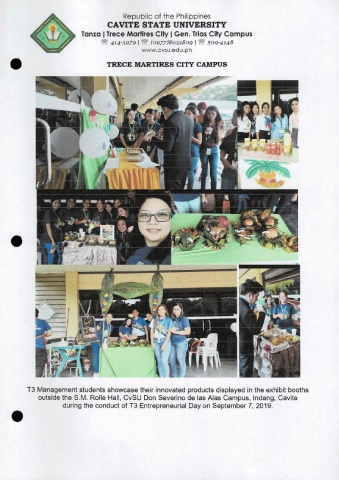 Republic of the Philippines
CAVITE STATE UNIVERSITY
Tanza | Trece Martires City | Gen. Trias City Campus
☏ 414-3979 | ☏ (0977)8033809 | ☏ 509-4148
www.cvsu.edu.ph
TRECE MARTIRES CITY CAMPUS
T3 Management students showcase their innovated products displayed in the exhibit booths
outside the S.M. Rolle Hall, CvSU Don Severino de las Alas Campus, Indang, Cavite
during the conduct of T3 Entrepreneurial Day on September 7, 2019.